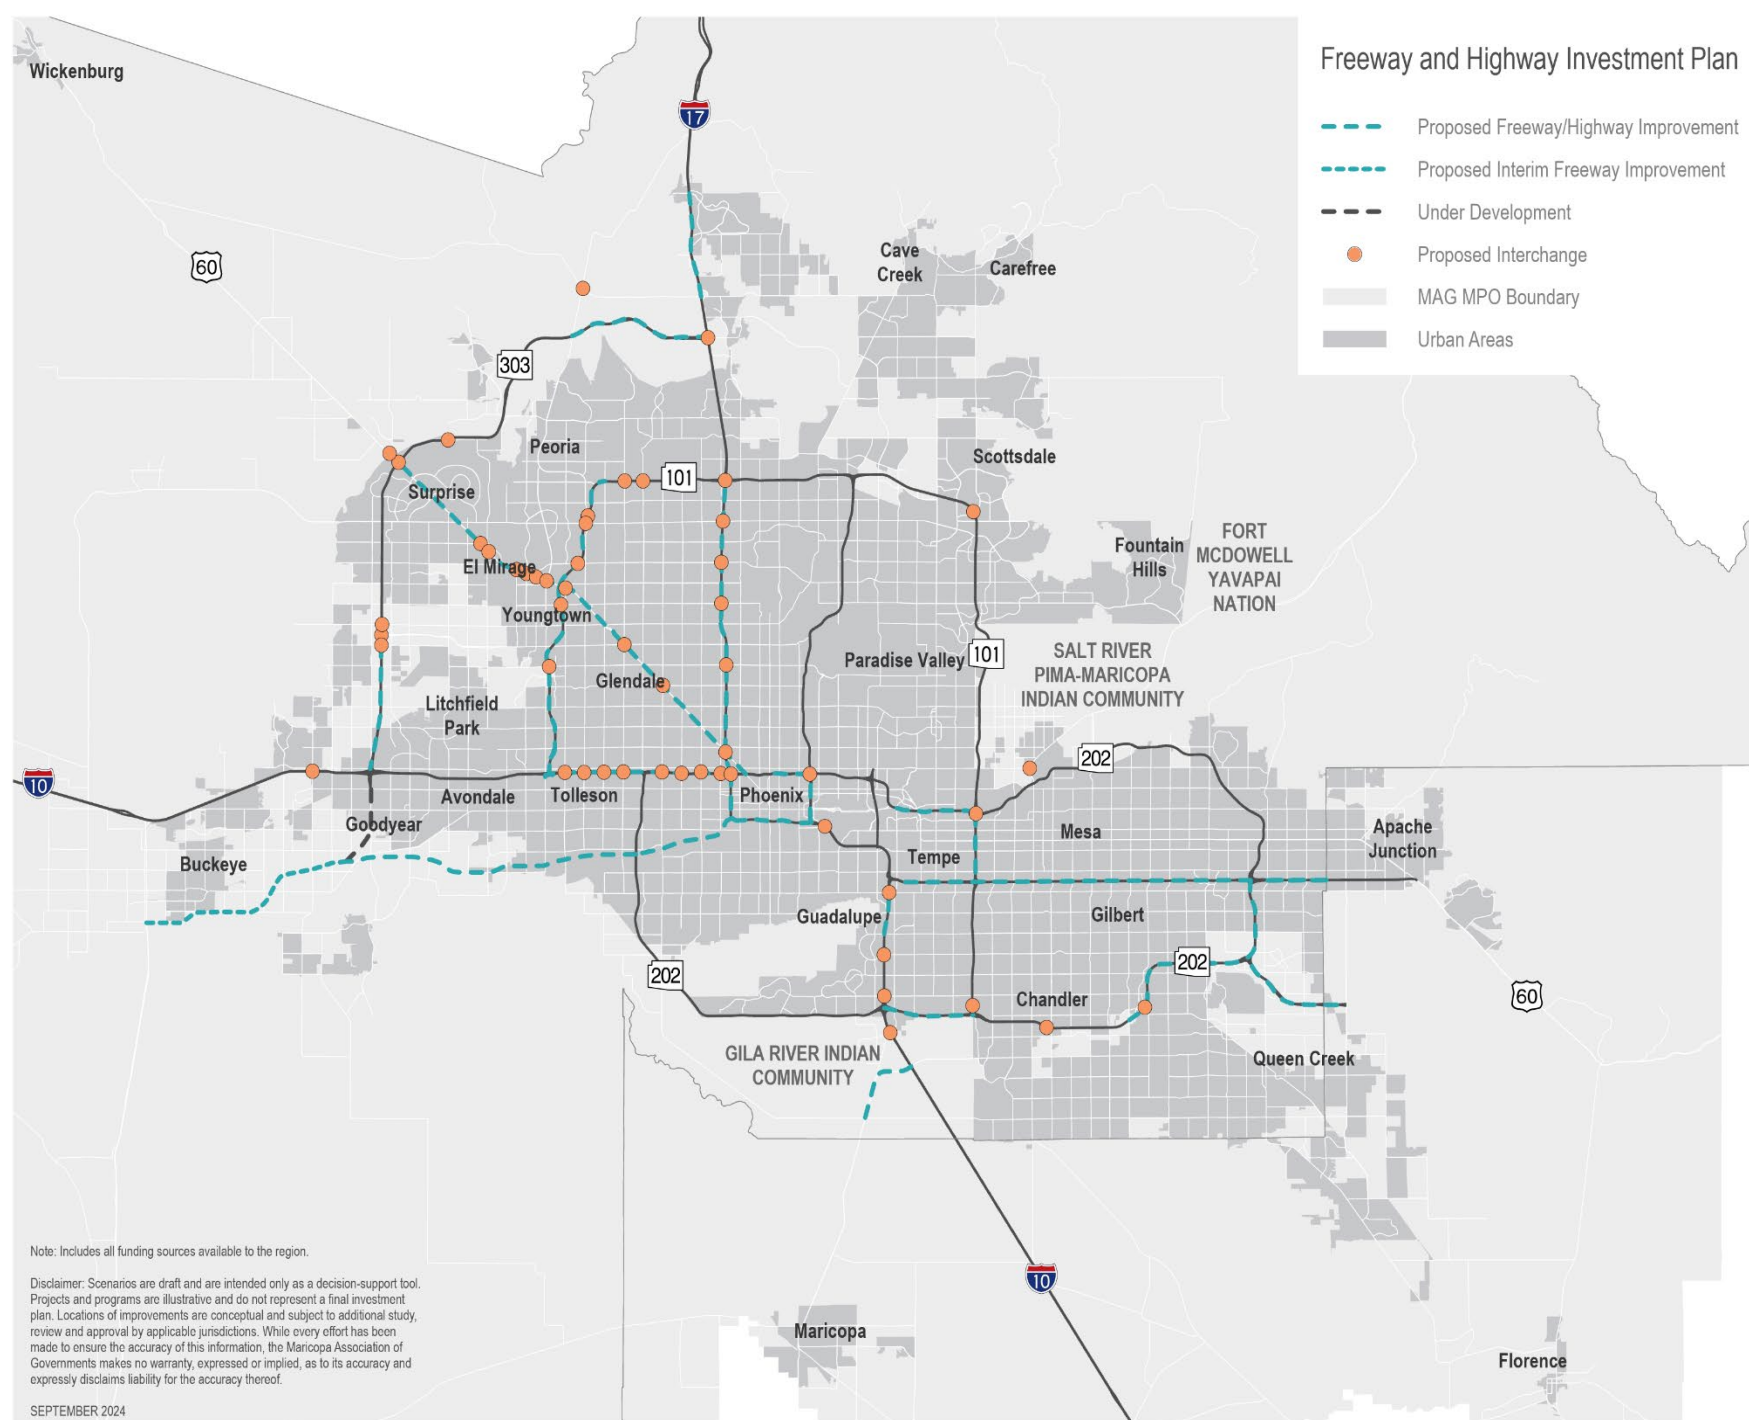 Freeway and Highway Investment Plan
Proposed Freeway/Highway Improvement
Proposed Interim Freeway Improvement
Under Development
Proposed Interchange
MAG MPO Boundary
Urban Areas
Wickenburg
17
60
Cave
Creek
Carefree
303
Peoria
101
Scottsdale
Surprise
El Mirage
Youngtown
Fountain
Hills
FORT
MCDOWELL
YAVAPAI
NATION
Paradise Valley
101
SALT RIVER
PIMA-MARICOPA
INDIAN COMMUNITY
Glendale
Litchfield
Park
202
10
Avondale
Tolleson
Phoenix
Goodyear
Mesa
Apache
Junction
Buckeye
Tempe
Guadalupe
Gilbert
202
202
Chandler
60
GILA RIVER INDIAN
COMMUNITY
Queen Creek
10
Maricopa
Florence
Note: Includes all funding sources available to the region.
Disclaimer: Scenarios are draft and are intended only as a decision-support tool.
Projects and programs are illustrative and do not represent a final investment
plan. Locations of improvements are conceptual and subject to additional study,
review and approval by applicable jurisdictions. While every effort has been
made to ensure the accuracy of this information, the Maricopa Association of
Governments makes no warranty, expressed or implied, as to its accuracy and
expressly disclaims liability for the accuracy thereof.
SEPTEMBER 2024